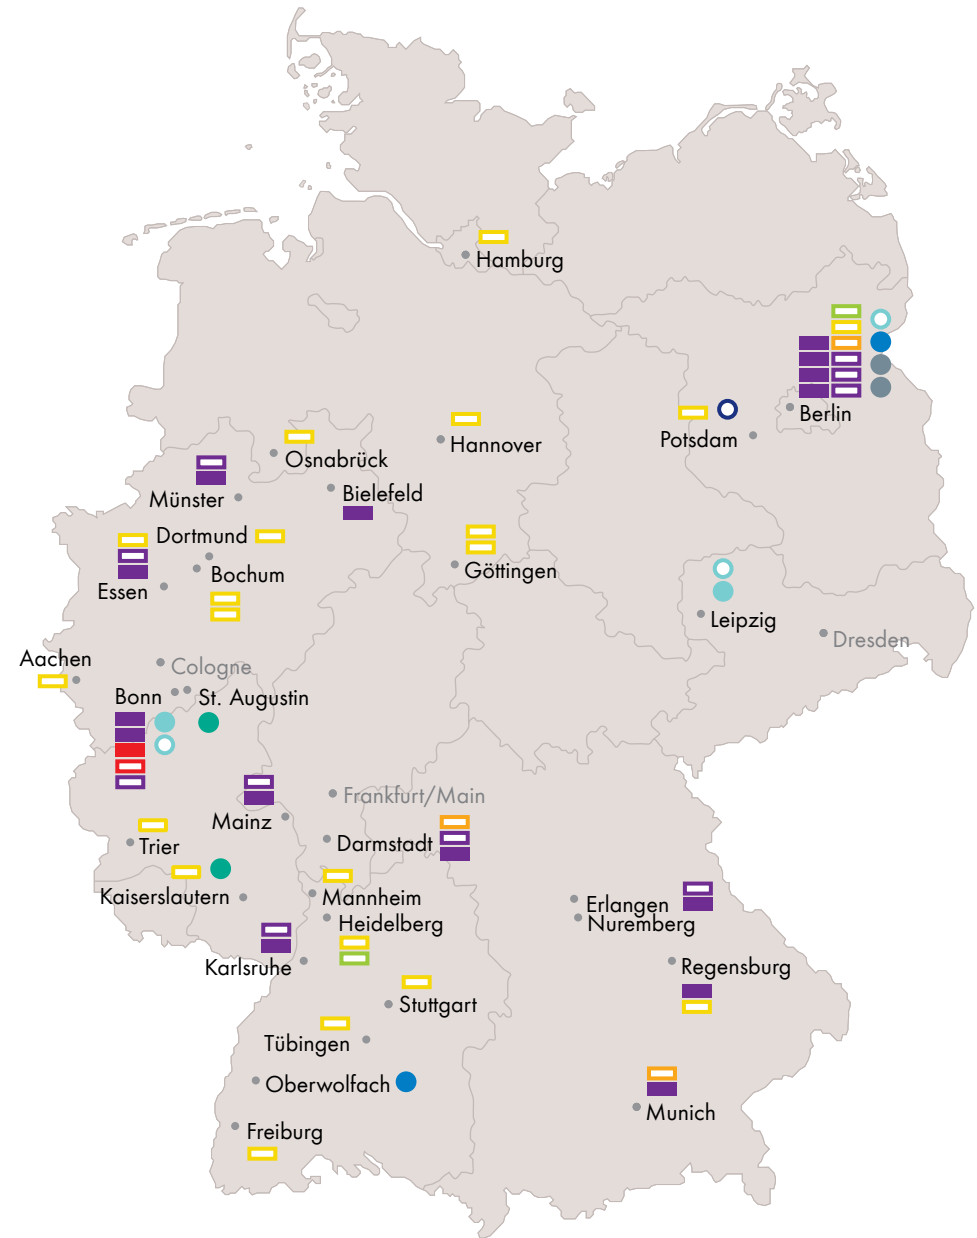 Hamburg
Berlin
Hannover
Potsdam
Osnabrück
Münster
Bielefeld
Dortmund
Bochum
Göttingen
Essen
Leipzig
Dresden
Aachen
Cologne
Bonn
St. Augustin
Frankfurt/Main
Mainz
Darmstadt
Trier
Kaiserslautern
Mannheim
Erlangen
Heidelberg
Nuremberg
Karlsruhe
Regensburg
Stuttgart
Tübingen
Oberwolfach
Munich
Freiburg